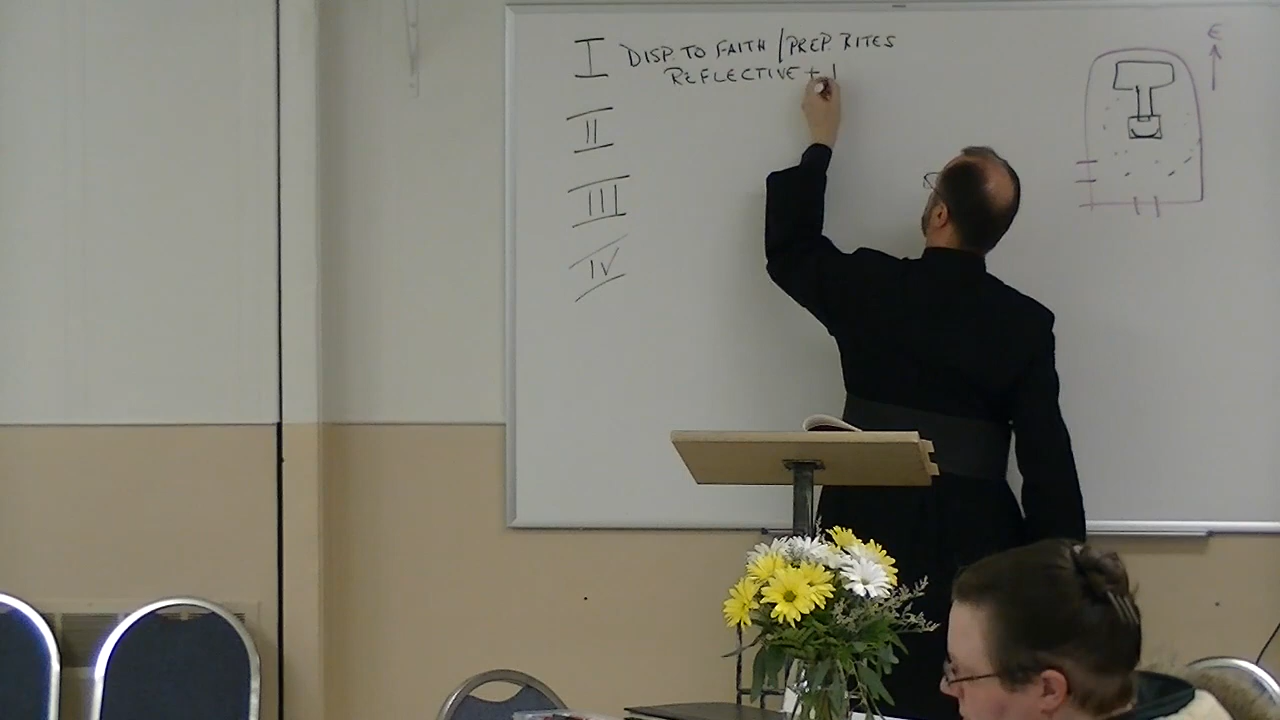 I DISP. TO FAITH / PREP. RITES
REFLECTIVE +
II
III
IV
E